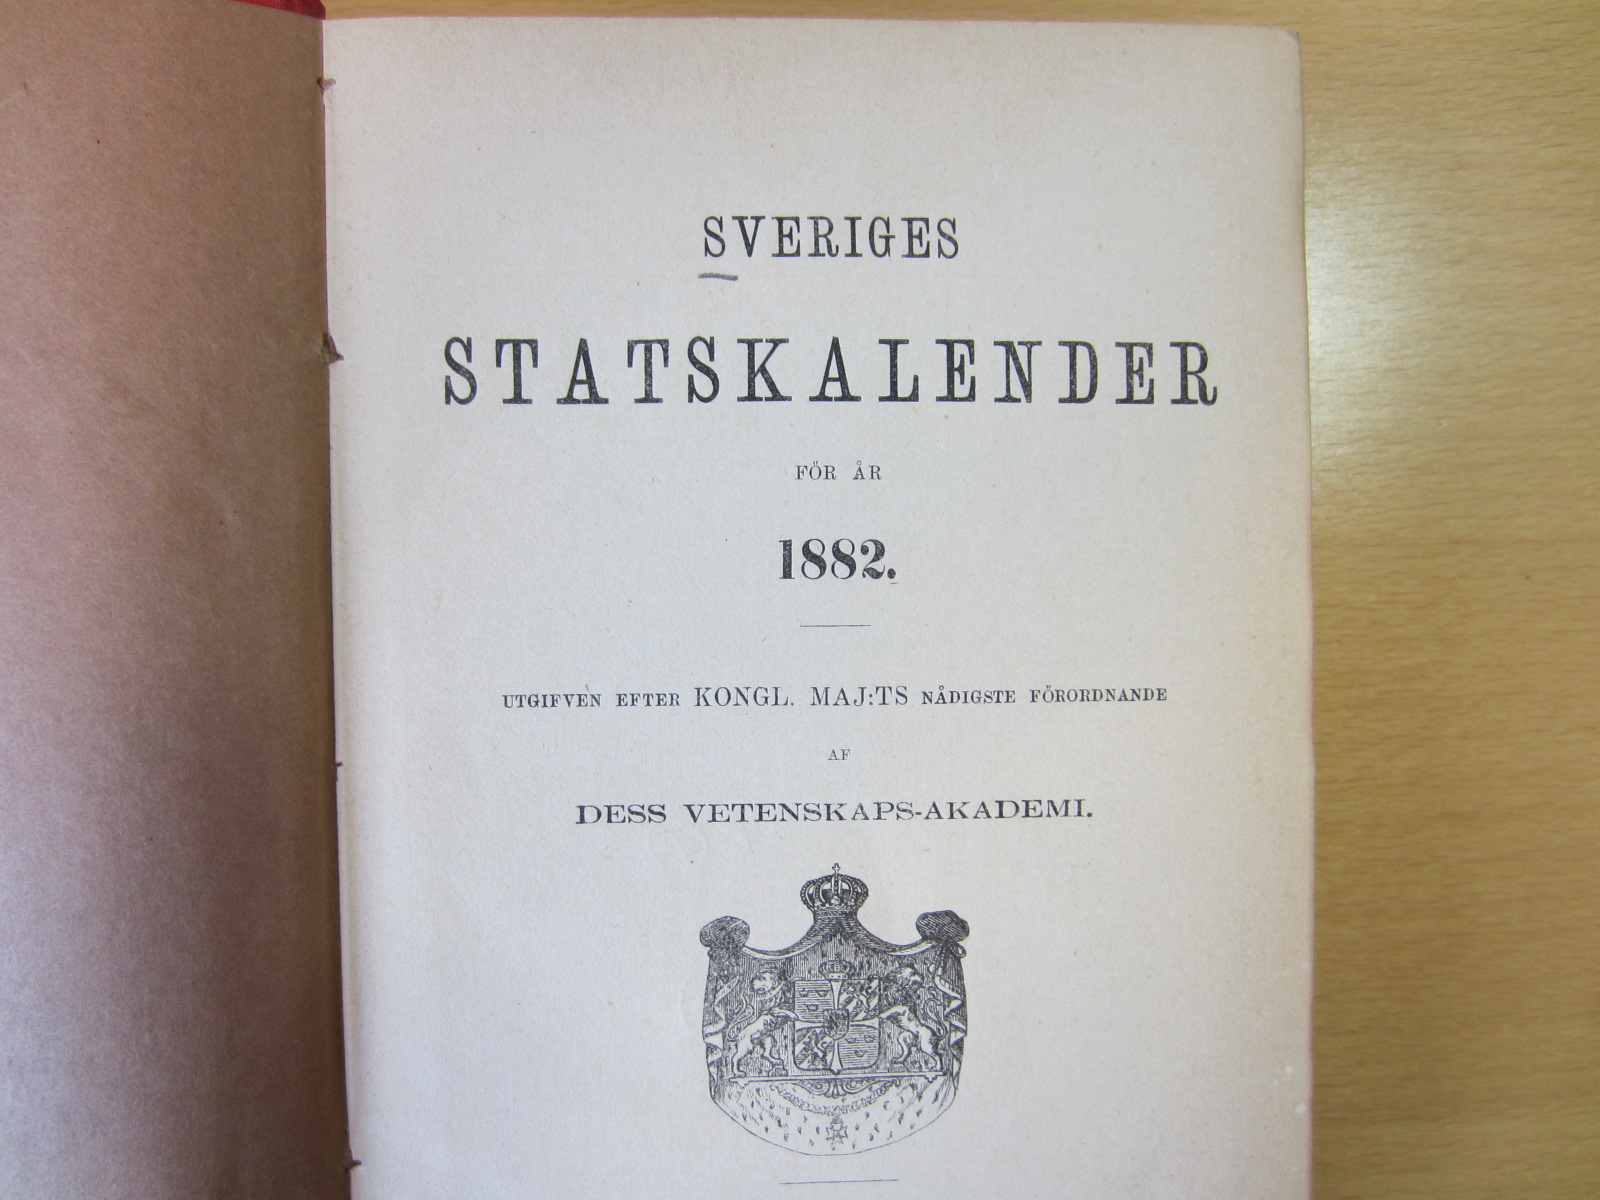 SVERIGES
STATSKALENDER
FÖR ÅR
1882.
UTGIFVEN EFTER KONGL. MAJ:TS NÅDIGSTE FÖRORDNANDE
AF
DESS VETENSKAPS-AKADEMI.